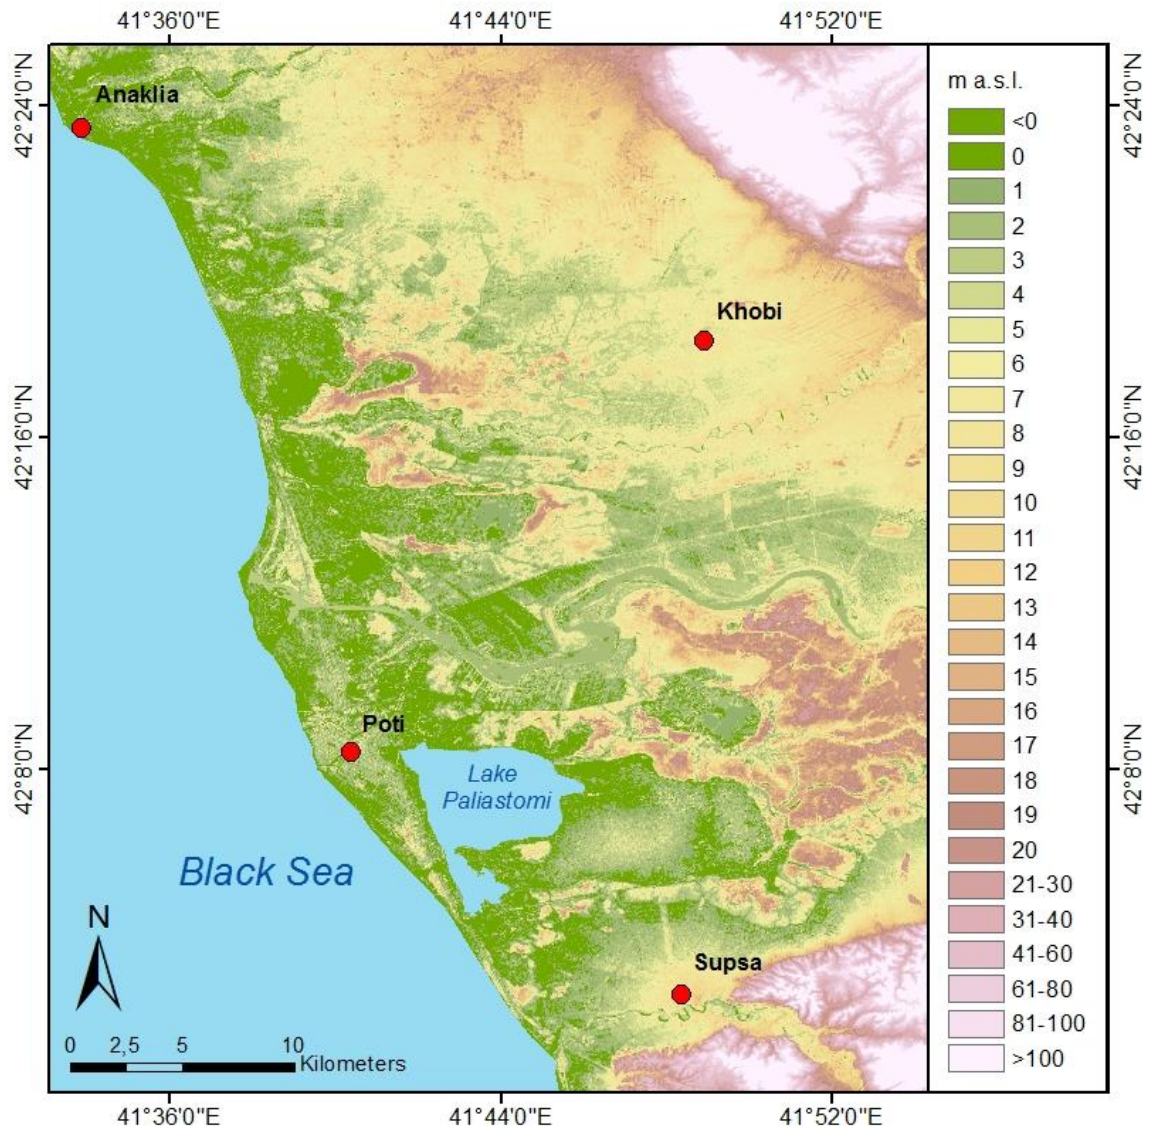 41°36'0"E
41°44'0"E
41°52'0"E
42°24'0"N
42°24'0"N
Anaklia
Khobi
42°16'0"N
42°16'0"N
Poti
Lake
Paliastomi
42°8'0"N
42°8'0"N
Black Sea
N
Supsa
0 2,5 5 10
Kilometers
41°36'0"E
41°44'0"E
41°52'0"E
m a.s.l.
<0
0
1
2
3
4
5
6
7
8
9
10
11
12
13
14
15
16
17
18
19
20
21-30
31-40
41-60
61-80
81-100
>100